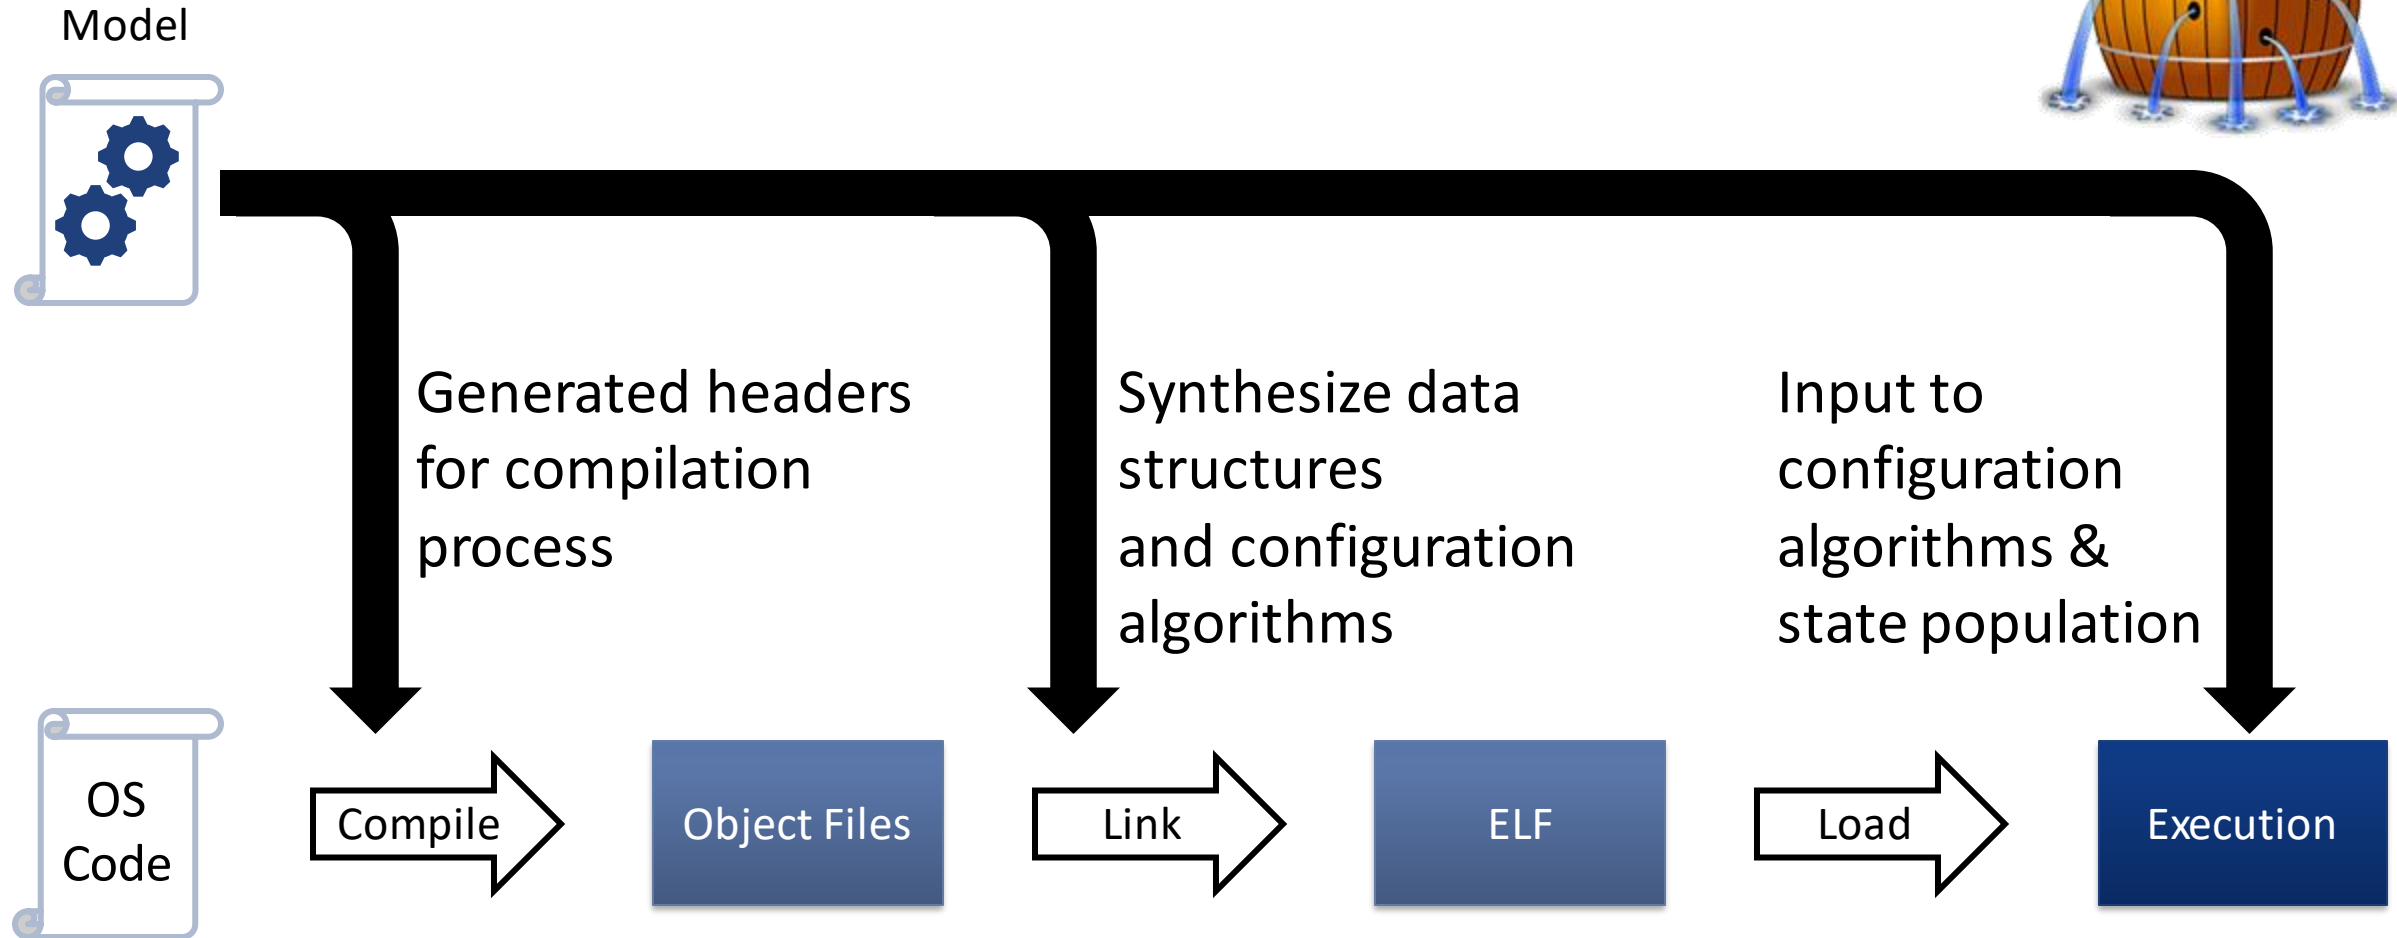 Model
Generated headers
for compilation
process
Synthesize data
structures
and configuration
algorithms
Input to
configuration
algorithms &
state population
OS
Code
Compile
Object Files
Link
ELF
Load
Execution